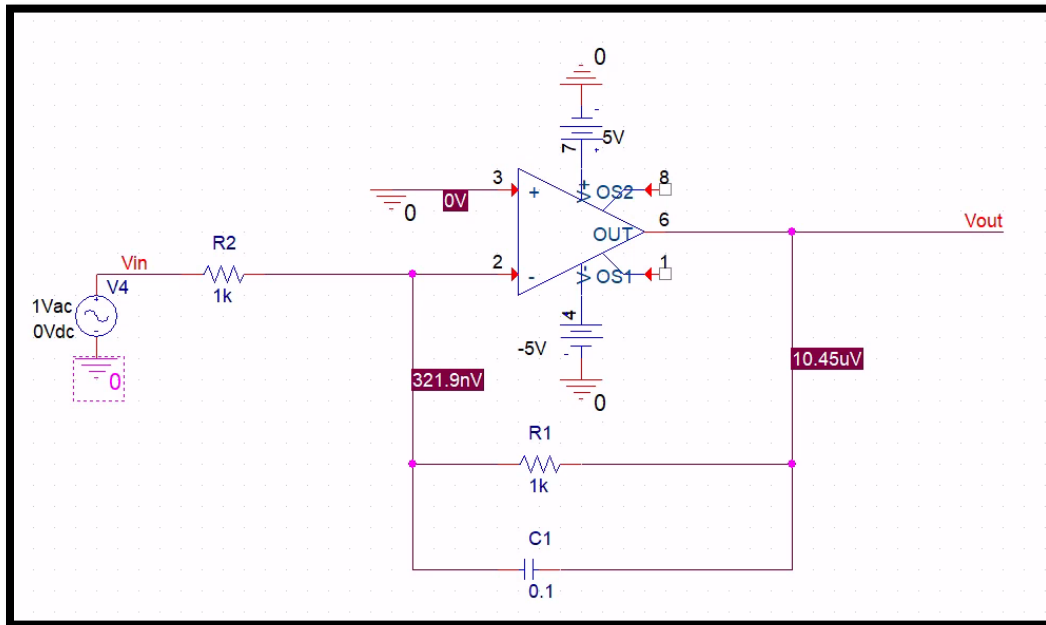 0
5V
7
3
+
V+
OS2
8
0V
0
6
OUT
Vout
R2
Vin
1k
2
-
V-
OS1
1
V4
1Vac
0Vdc
4
-5V
0
0
321.9nV
10.45uV
R1
1k
C1
0.1